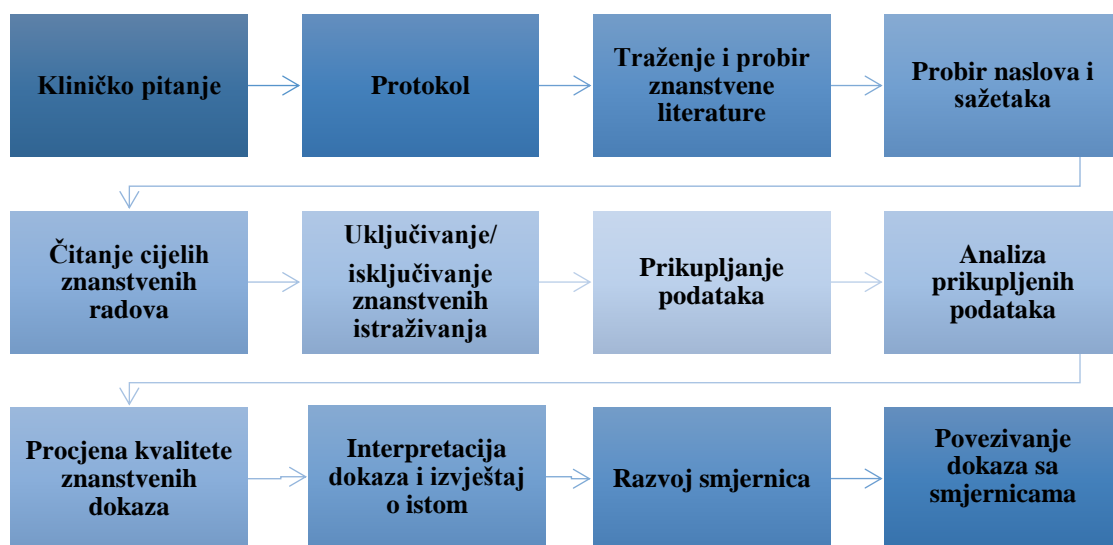 Kliničko pitanje
Protokol
Traženje i probir
znanstvene
literature
Probir naslova i
sažetaka
Čitanje cijelih
znanstvenih
radova
Uključivanje/
isključivanje
znanstvenih
istraživanja
Prikupljanje
podataka
Analiza
prikupljenih
podataka
Procjena kvalitete
znanstvenih
dokaza
Interpretacija
dokaza i izvještaj
o istom
Razvoj smjernica
Povezivanje
dokaza sa
smjernicama